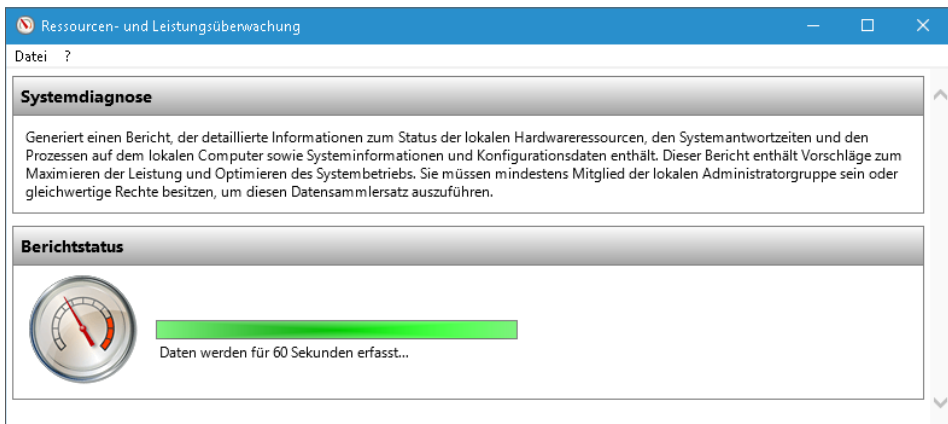 Ressourcen- und Leistungsüberwachung
Datei ?
Systemdiagnose
Generiert einen Bericht, der detaillierte Informationen zum Status der lokalen Hardwareressourcen, den Systemantwortzeiten und den
Prozessen auf dem lokalen Computer sowie Systeminformationen und Konfigurationsdaten enthält. Dieser Bericht enthält Vorschläge zum
Maximieren der Leistung und Optimieren des Systembetriebs. Sie müssen mindestens Mitglied der lokalen Administratorgruppe sein oder
gleichwertige Rechte besitzen, um diesen Datensammlersatz auszuführen.
Berichtstatus
Daten werden für 60 Sekunden erfasst...